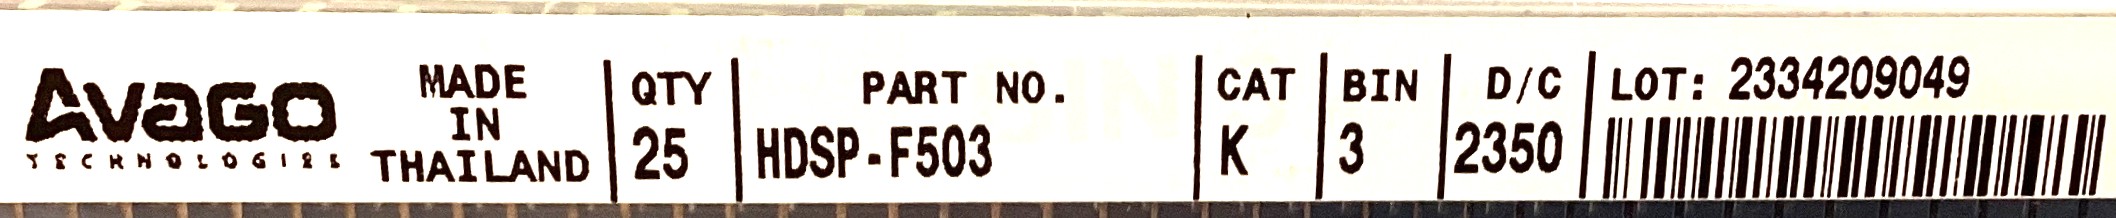 AVAGO
TECHNOLOGIES
MADE
IN
THAILAND
QTY
25
PART NO.
HDSP-F503
CAT
K
BIN
3
D/C
2350
LOT: 2334209049